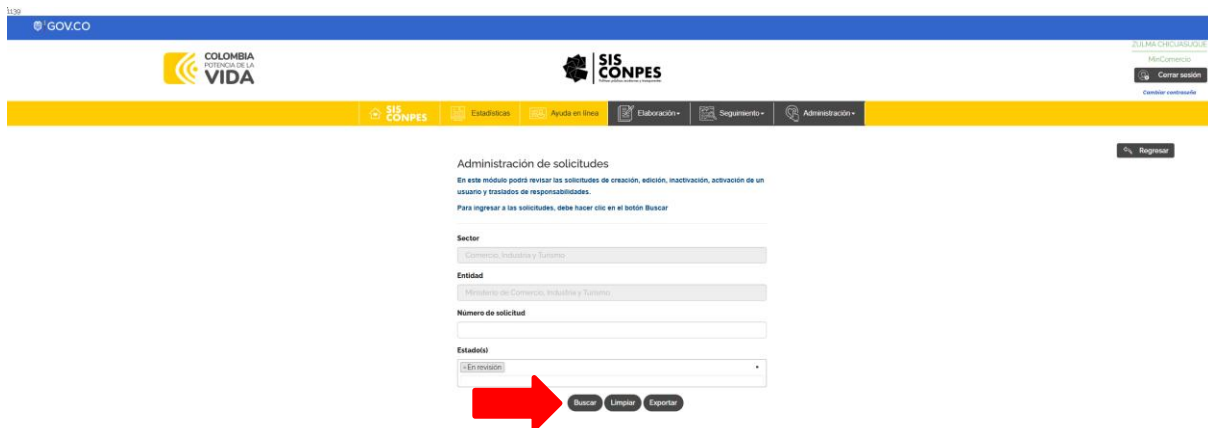 1139
GOV.CO
COLOMBIA
POTENCIA DE LA
VIDA
SIS
CONPES
ZULMA CHICUASUQUE
MinComercio
Cerrar sesión
Cambiar contraseña
SIS
CONPES
Estadísticas
Ayuda en línea
Elaboración
Seguimiento
Administración
Regresar
Administración de solicitudes
En este módulo podrá revisar las solicitudes de creación, edición, inactivación, activación de un
usuario y traslados de responsabilidades.
Para ingresar a las solicitudes, debe hacer clic en el botón Buscar
Sector
Comercio, Industria y Turismo
Entidad
Ministerio de Comercio, Industria y Turismo
Número de solicitud
Estado(s)
×En revisión
Buscar Limpiar Exportar